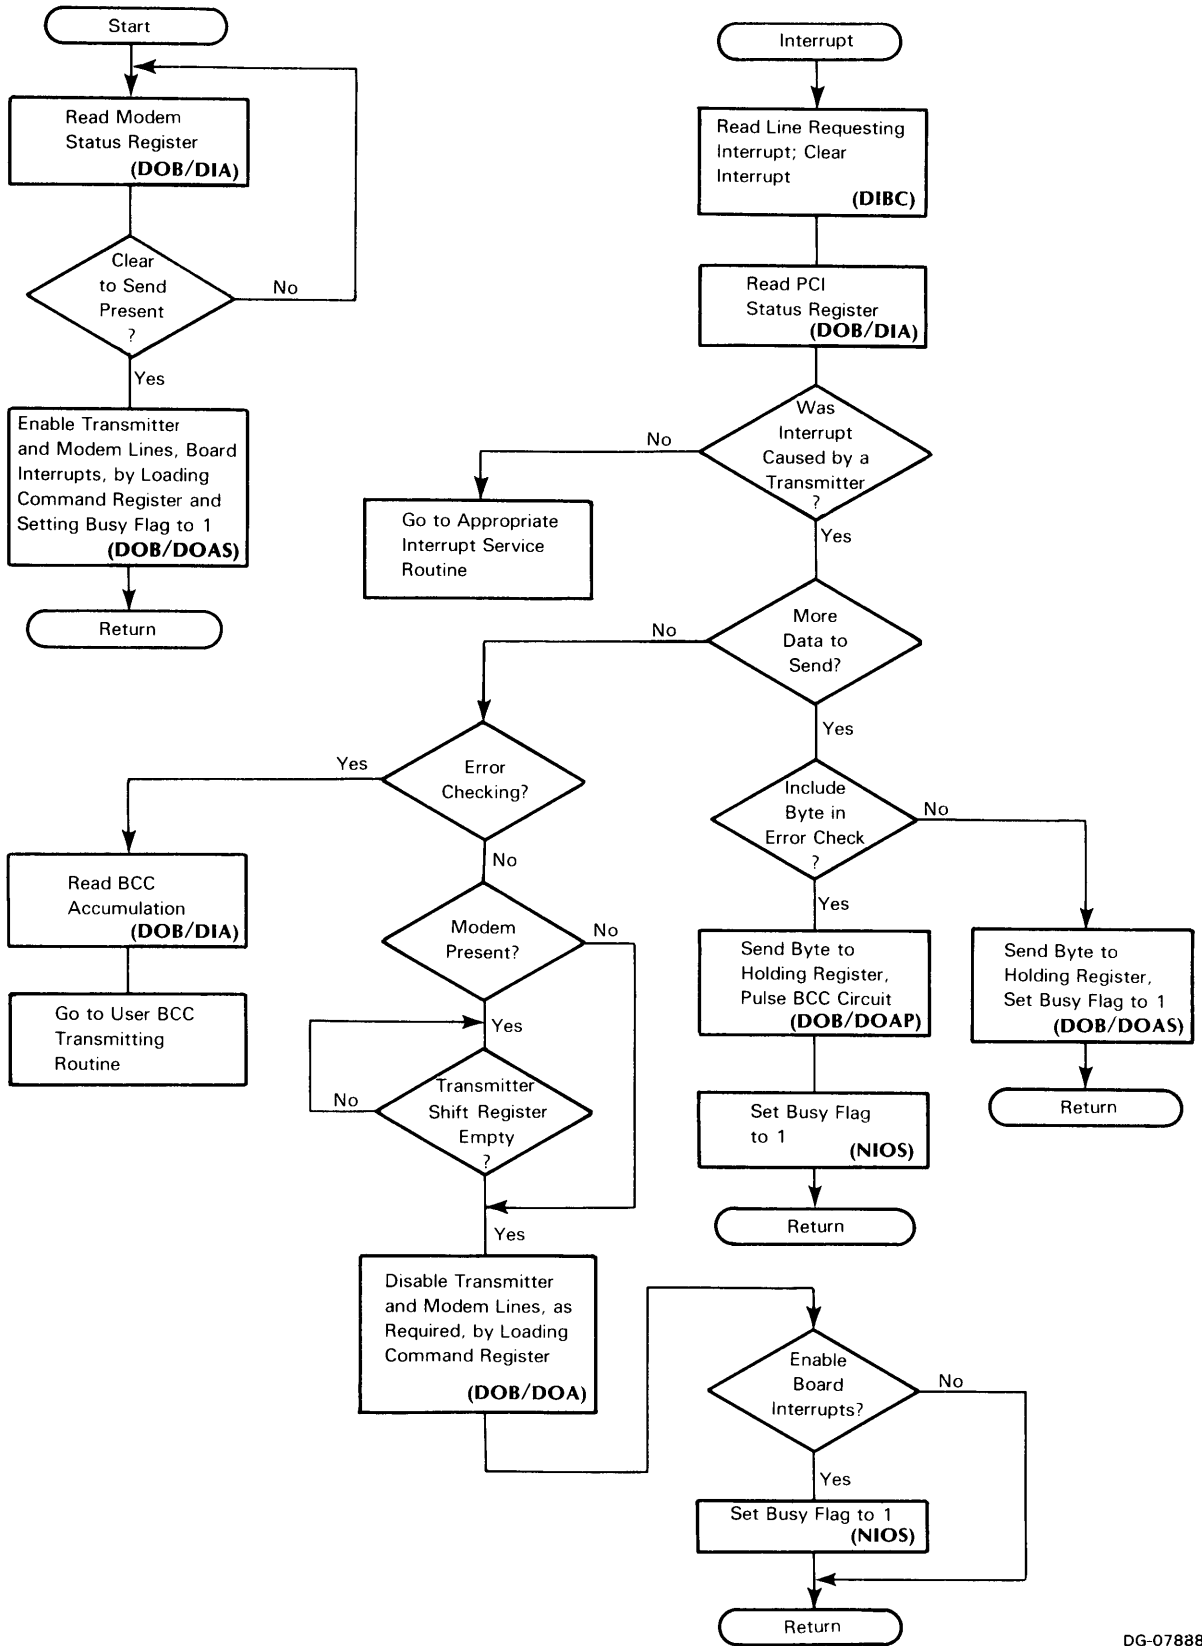 Start
Read Modem
Status Register
(DOB/DIA)
Clear
to Send
Present
?
No
Yes
Enable Transmitter
and Modem Lines, Board
Interrupts, by Loading
Command Register and
Setting Busy Flag to 1
(DOB/DOAS)
Return
Interrupt
Read Line Requesting
Interrupt; Clear
Interrupt
(DIBC)
Read PCI
Status Register
(DOB/DIA)
Was
Interrupt
Caused by a
Transmitter
?
No
Yes
Go to Appropriate
Interrupt Service
Routine
More
Data to
Send?
No
Yes
Error
Checking?
Yes
No
Read BCC
Accumulation
(DOB/DIA)
Go to User BCC
Transmitting
Routine
Modem
Present?
No
Yes
Transmitter
Shift Register
Empty
?
No
Yes
Include
Byte in
Error Check
?
No
Yes
Send Byte to
Holding Register,
Pulse BCC Circuit
(DOB/DOAP)
Set Busy Flag
to 1
(NIOS)
Return
Send Byte to
Holding Register,
Set Busy Flag to 1
(DOB/DOAS)
Return
Disable Transmitter
and Modem Lines, as
Required, by Loading
Command Register
(DOB/DOA)
Enable
Board
Interrupts?
No
Yes
Set Busy Flag to 1
(NIOS)
Return
DG-07838